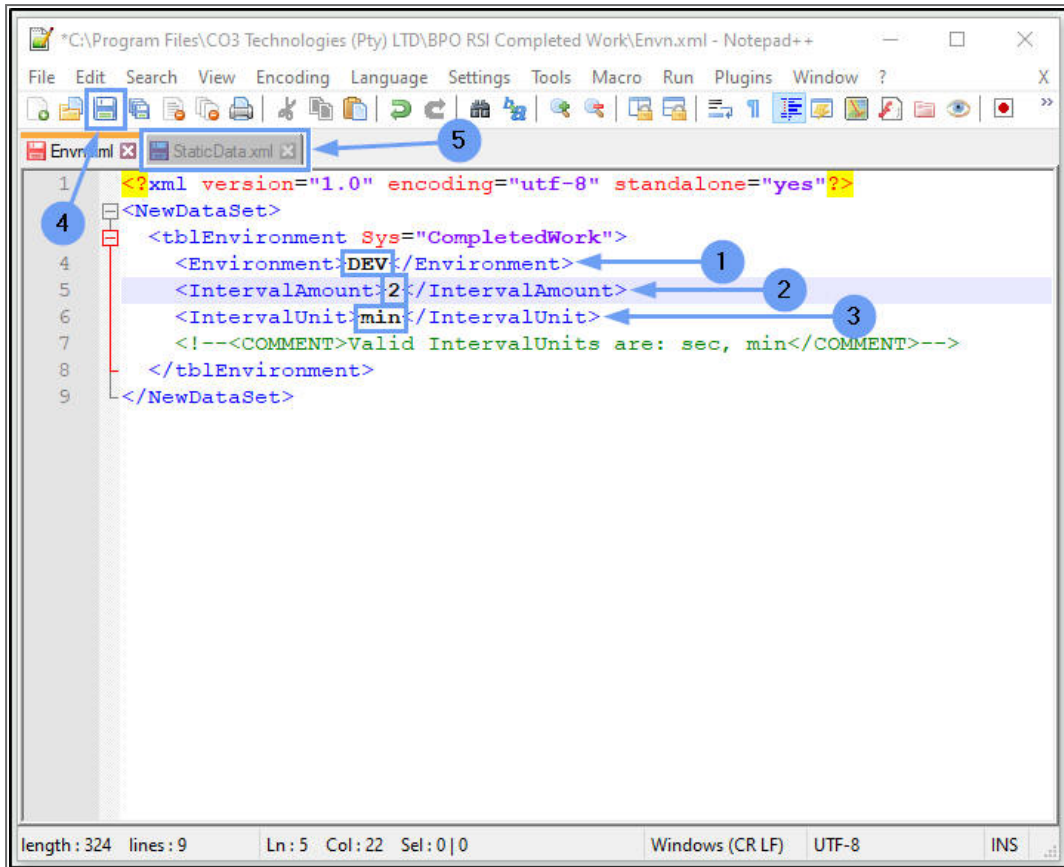 *C:\Program Files\CO3 Technologies (Pty) LTD\BPO RSI Completed Work\Envn.xml - Notepad++
File Edit Search View Encoding Language Settings Tools Macro Run Plugins Window ? X
5
Envn.xml StaticData.xml
1 <?xml version="1.0" encoding="utf-8" standalone="yes"?>
4 <NewDataSet>
<tblEnvironment Sys="CompletedWork">
4 <Environment>DEV</Environment> 1
5 <IntervalAmount>2</IntervalAmount> 2
6 <IntervalUnit>min</IntervalUnit> 3
7 <!--<COMMENT>Valid IntervalUnits are: sec, min</COMMENT>-->
8 </tblEnvironment>
9 </NewDataSet>
length : 324 lines : 9 Ln : 5 Col : 22 Sel : 0 | 0 Windows (CR LF) UTF-8 INS